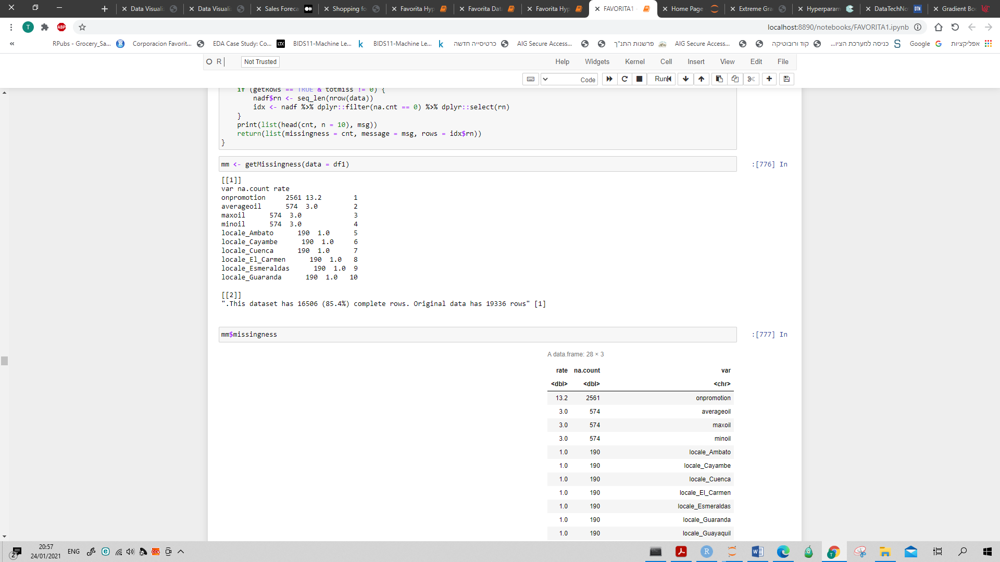 Data Visuali
Data Visuali
Sales Foreca
Shopping fo
Favorita Hyp
Favorita Dat
Favorita Hyp
FAVORITA1 -
Home Page
Extreme Gra
Hyperparam
DataTechNo
DTN
Gradient Bo
T
ABP
localhost:8890/notebooks/FAVORITA1.ipynb
«
RPubs - Grocery_Sa...
Corporacion Favorit...
EDA Case Study: Co...
LTX
BIDS11-Machine Le...
k
BIDS11-Machine Le...
k
כרטיסייה חדשה
AIG Secure Access...
פרשנות התנ"ך
AIG Secure Access...
קוד ורובוטיקה
כניסה למערכת הציו...
Google
אפליקציות
R
Not Trusted
Help Widgets Kernel Cell Insert View Edit File
Code
Run
if (getRows == TRUE & totmiss != 0) {
nadf$rn <- seq_len(nrow(data))
idx <- nadf %>% dplyr::filter(na.cnt == 0) %>% dplyr::select(rn)
}
print(list(head(cnt, n = 10), msg))
return(list(missingness = cnt, message = msg, rows = idx$rn))
}
mm <- getMissingness(data = df1)
:[776] In
[[1]]
var na.count rate
onpromotion 2561 13.2 1
averageoil 574 3.0 2
maxoil 574 3.0 3
minoil 574 3.0 4
locale_Ambato 190 1.0 5
locale_Cayambe 190 1.0 6
locale_Cuenca 190 1.0 7
locale_El_Carmen 190 1.0 8
locale_Esmeraldas 190 1.0 9
locale_Guaranda 190 1.0 10
[[2]]
".This dataset has 16506 (85.4%) complete rows. Original data has 19336 rows" [1]
mm$missingness
:[777] In
A data.frame: 28 × 3
rate na.count var
<dbl> <dbl> <chr>
13.2 2561 onpromotion
3.0 574 averageoil
3.0 574 maxoil
3.0 574 minoil
1.0 190 locale_Ambato
1.0 190 locale_Cayambe
1.0 190 locale_Cuenca
1.0 190 locale_El_Carmen
1.0 190 locale_Esmeraldas
1.0 190 locale_Guaranda
1.0 190 locale_Guayaquil
2
20:57
24/01/2021
ENG